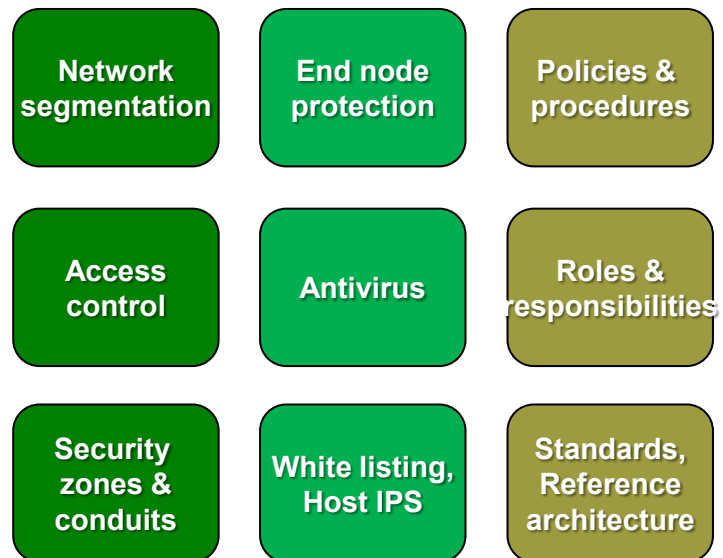 Network
segmentation
End node
protection
Policies &
procedures
Access
control
Antivirus
Roles &
responsibilities
Security
zones &
conduits
White listing,
Host IPS
Standards,
Reference
architecture